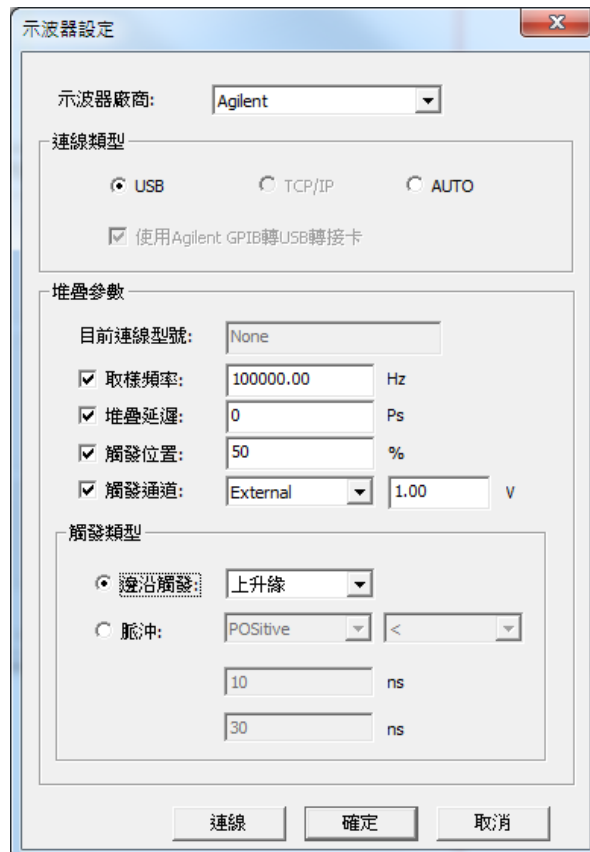 示波器設定
示波器廠商: Agilent
連線類型
USB TCP/IP AUTO
使用Agilent GPIB轉USB轉接卡
堆疊參數
目前連線型號: None
取樣頻率: 100000.00 Hz
堆疊延遲: 0 Ps
觸發位置: 50 %
觸發通道: External 1.00 V
觸發類型
邊沿觸發: 上升緣
脈冲: POSitive <
10 ns
30 ns
連線 確定 取消